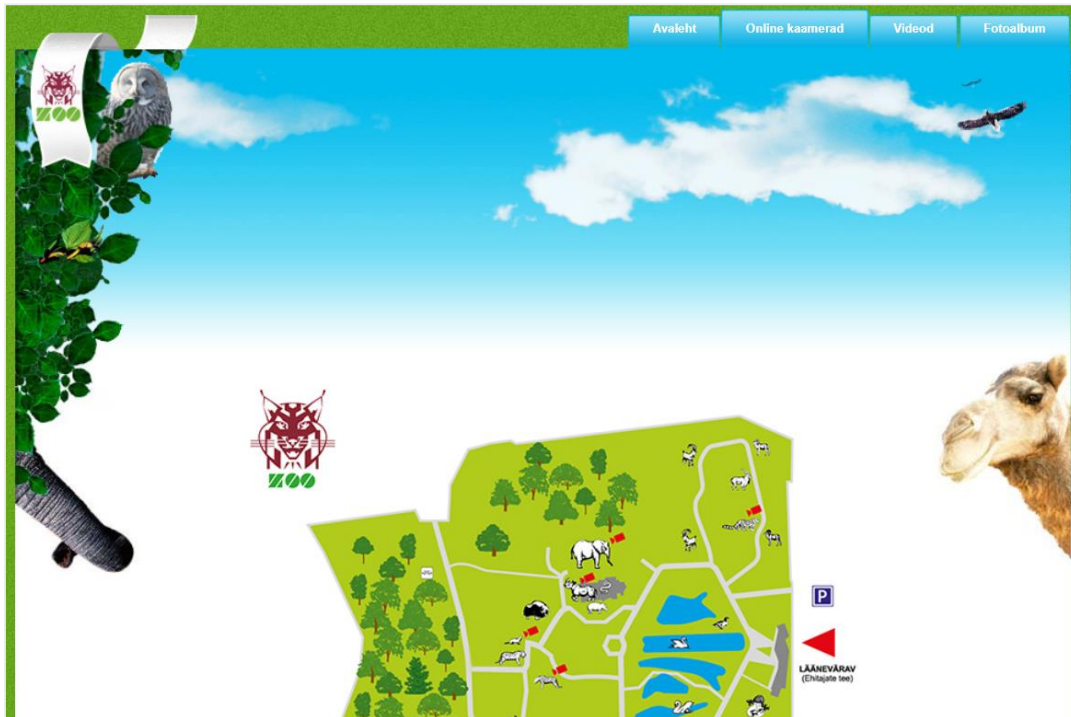 Avaleht
Online kaamerad
Videod
Fotoalbum
ZOO
ZOO
P
LÄÄNEVÄRAV
(Ehitajate tee)